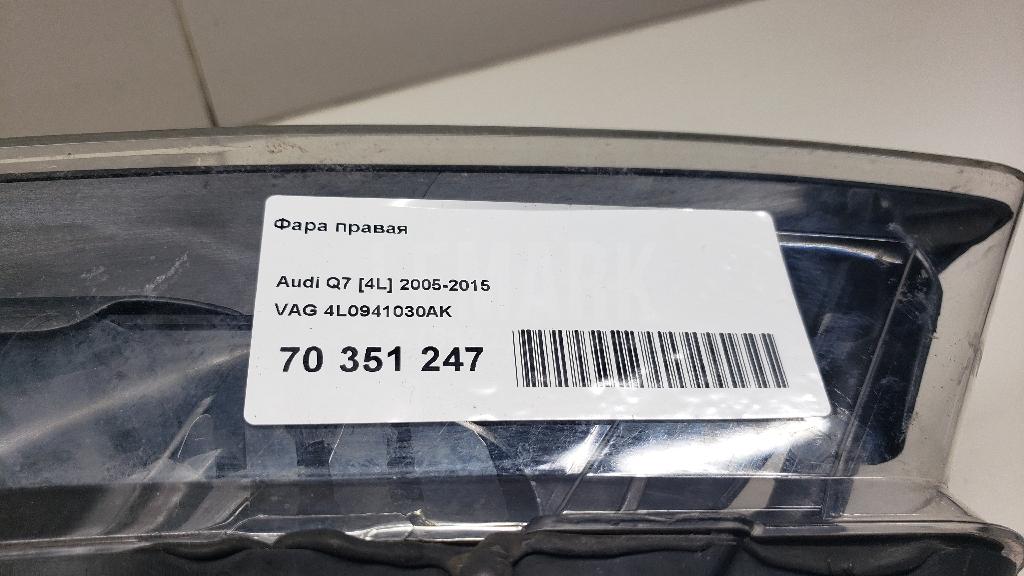 Фара правая
Audi Q7 [4L] 2005-2015
VAG 4L0941030AK
70 351 247